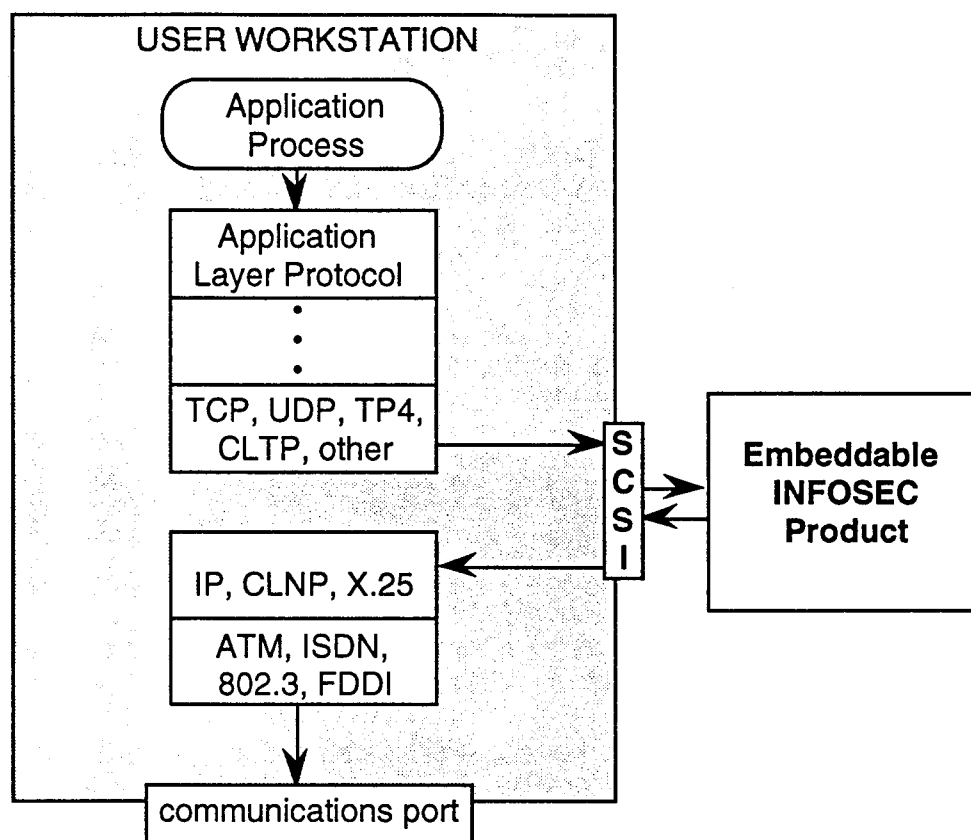 USER WORKSTATION
Application
Process
Application
Layer Protocol
TCP, UDP, TP4,
CLTP, other
SCSI
Embeddable
INFOSEC
Product
IP, CLNP, X.25
ATM, ISDN,
802.3, FDDI
communications port